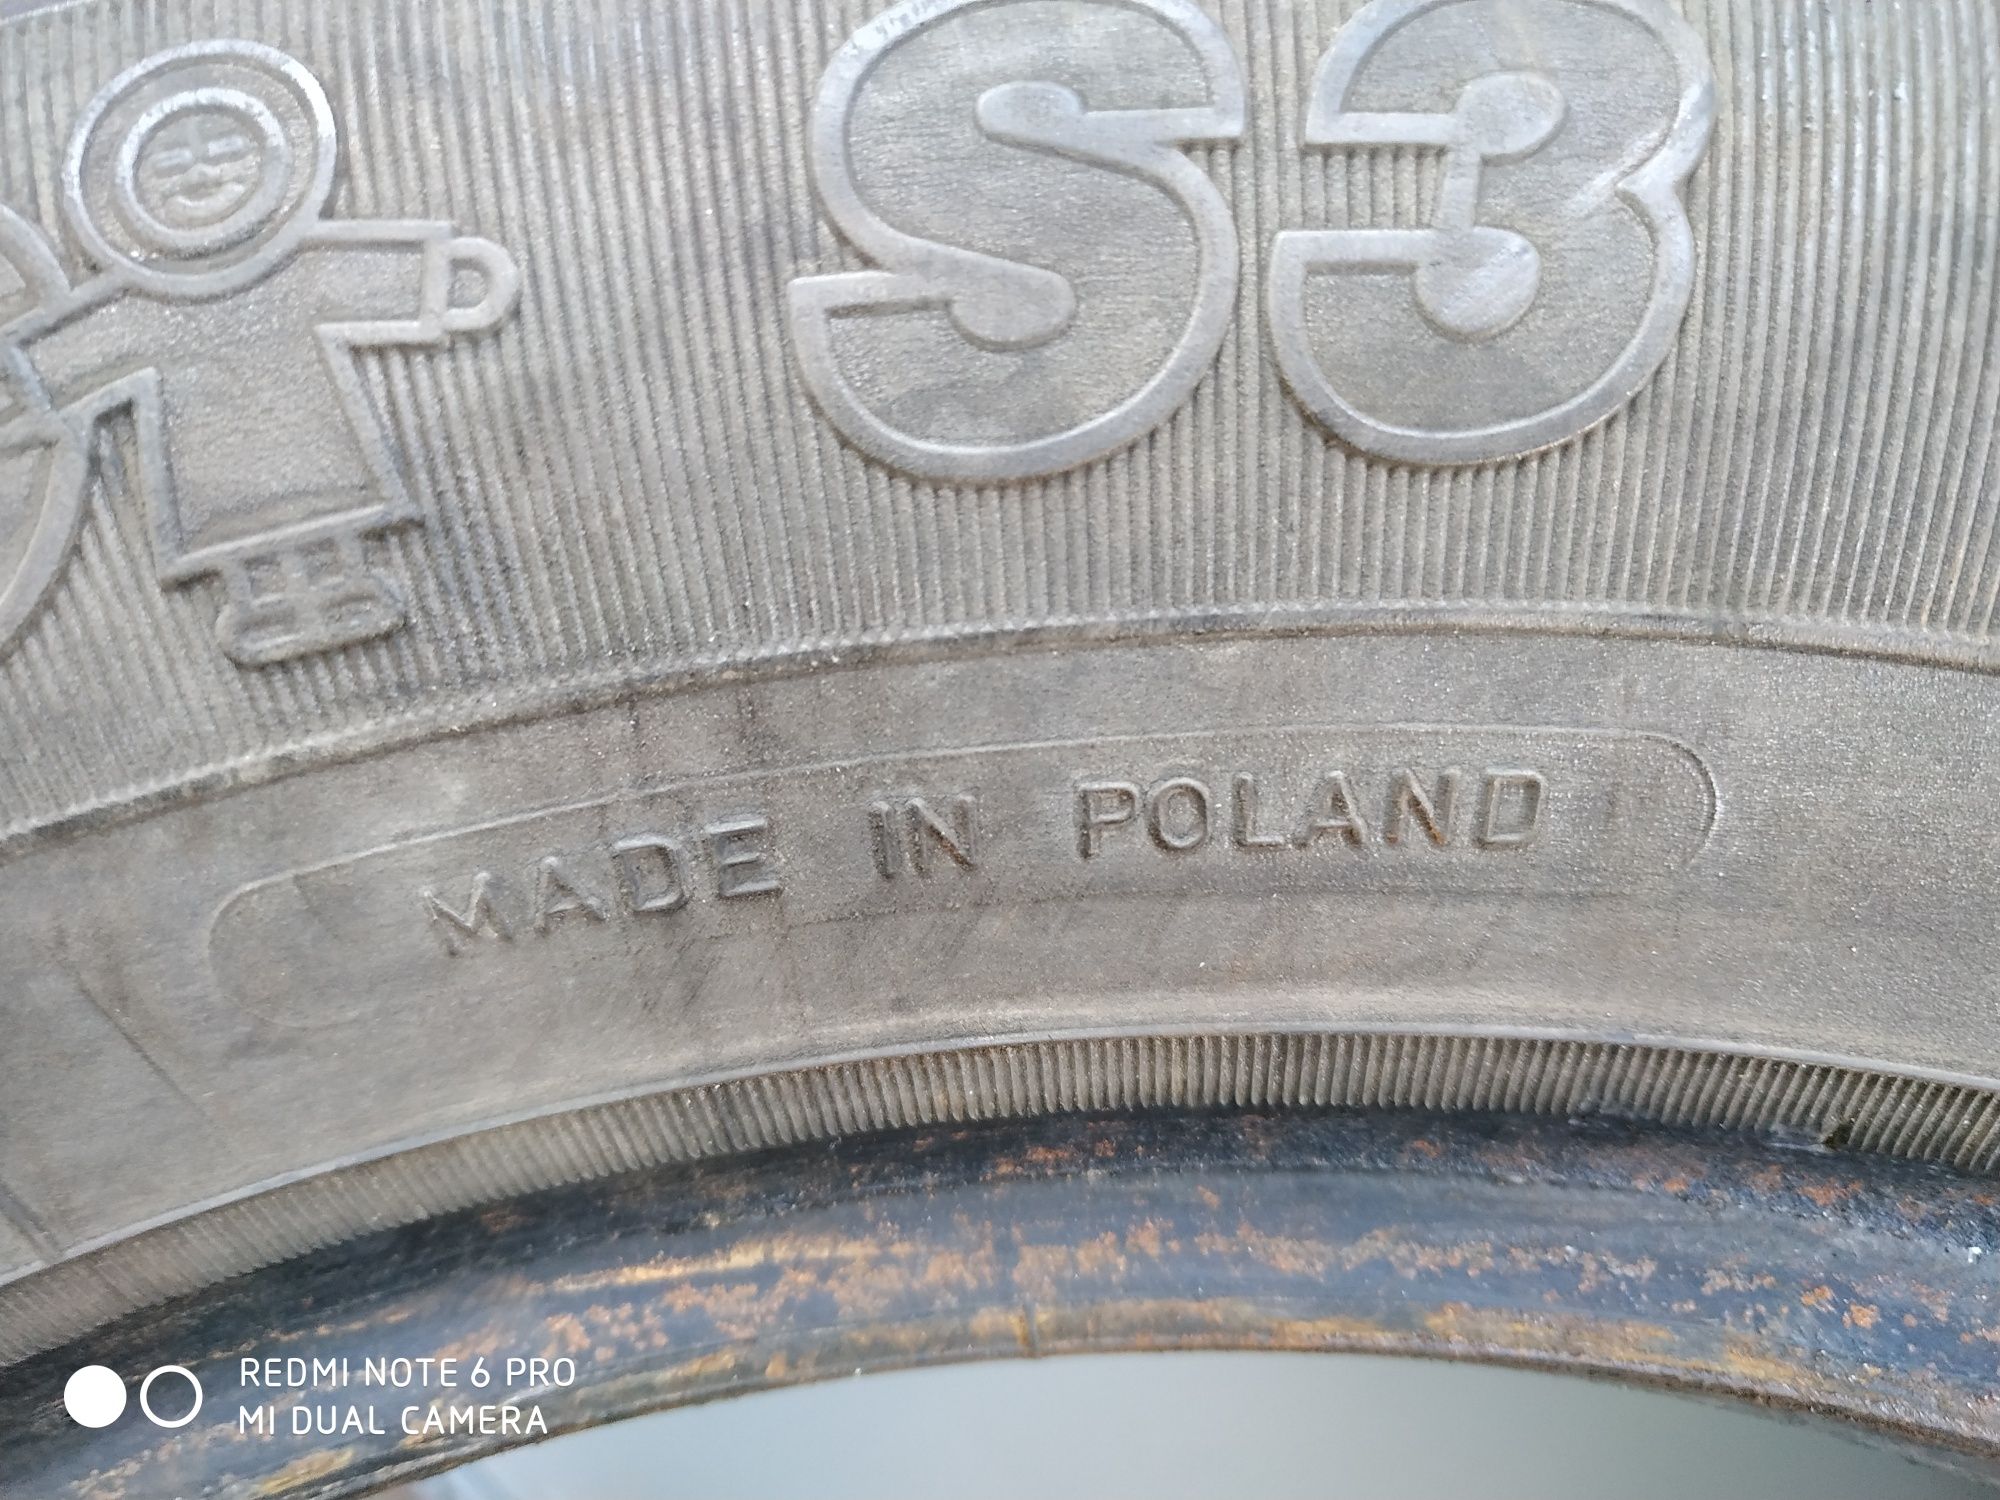 S3
MADE IN POLAND
REDMI NOTE 6 PRO
MI DUAL CAMERA